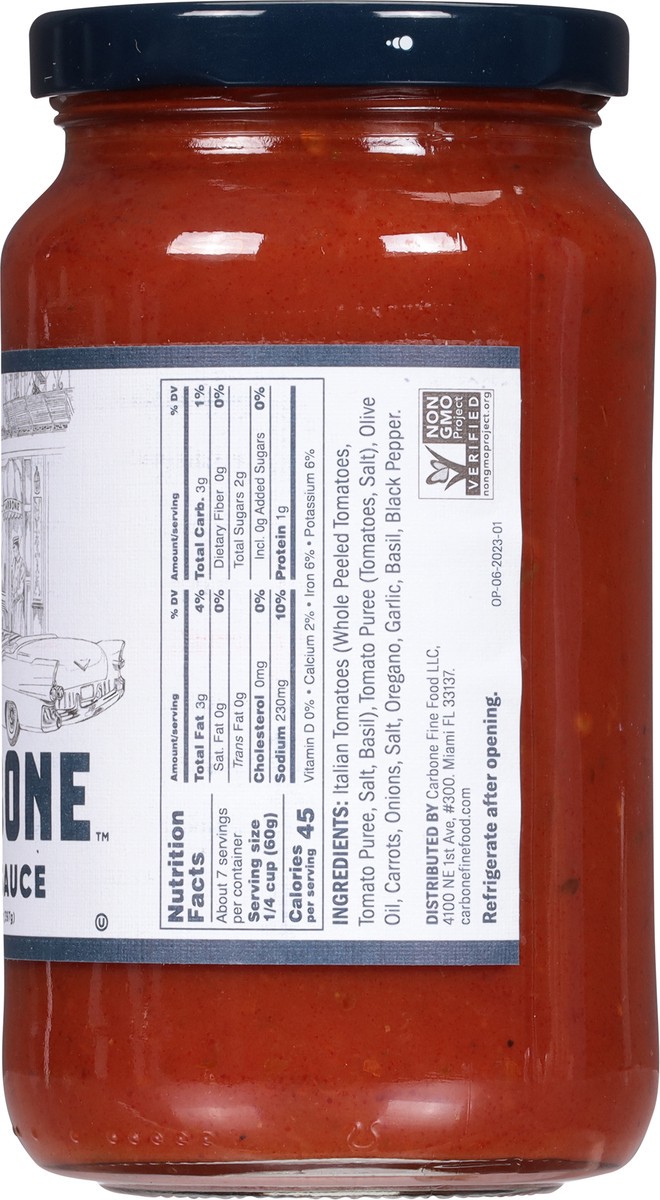 ONE™
AUCE
Nutrition
Facts
About 7 servings
per container
Serving size
1/4 cup (60g)
Calories 45
per serving
Amount/serving % DV
Total Fat 3g 4%
Sat. Fat 0g 0%
Trans Fat 0g
Cholesterol 0mg 0%
Sodium 230mg 10%
Amount/serving % DV
Total Carb. 3g 1%
Dietary Fiber 0g 0%
Total Sugars 2g
Incl. 0g Added Sugars 0%
Protein 1g
Vitamin D 0% • Calcium 2% • Iron 6% • Potassium 6%
INGREDIENTS: Italian Tomatoes (Whole Peeled Tomatoes,
Tomato Puree, Salt, Basil), Tomato Puree (Tomatoes, Salt), Olive
Oil, Carrots, Onions, Salt, Oregano, Garlic, Basil, Black Pepper.
DISTRIBUTED BY Carbone Fine Food LLC,
4100 NE 1st Ave, #300. Miami FL 33137.
carbonefinefood.com
Refrigerate after opening.
OP-06-2023-01
NON
GMO
Project
VERIFIED
nongmoproject.org